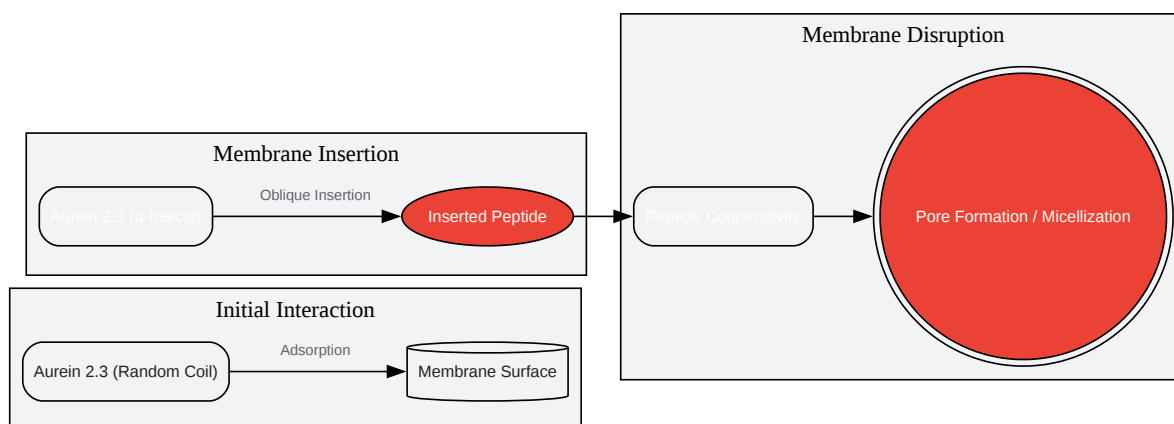 Membrane Disruption
Membrane Insertion
Aurein 2.3 (α-helical)
Oblique Insertion
Inserted Peptide
Peptide Cooperativity
Pore Formation / Micellization
Initial Interaction
Aurein 2.3 (Random Coil)
Adsorption
Membrane Surface